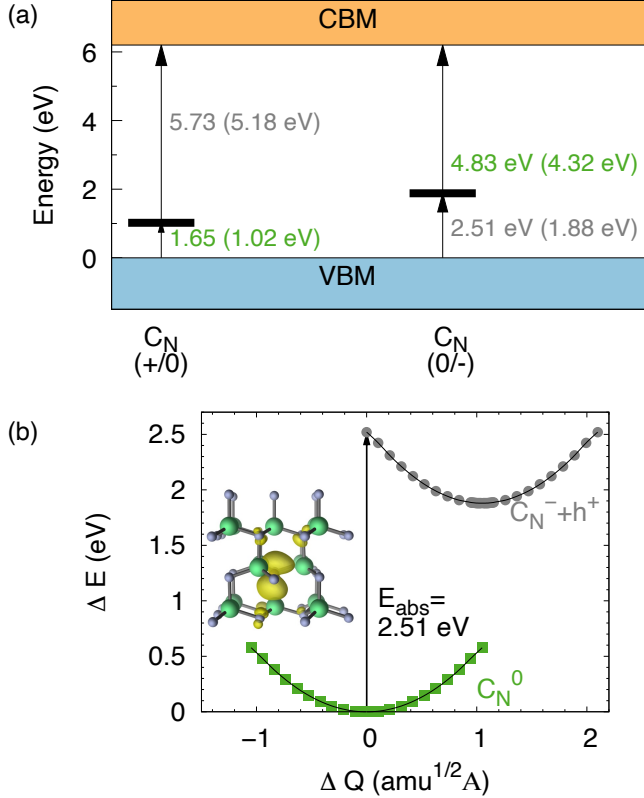 (a)
CBM
6
4
2
0
Energy (eV)
5.73 (5.18 eV)
4.83 eV (4.32 eV)
1.65 (1.02 eV)
2.51 eV (1.88 eV)
VBM
C_N
(+/0)
C_N
(0/-)
(b)
2.5
2
1.5
1
0.5
0
Δ E (eV)
C_N^- +h^+
E_abs=
2.51 eV
C_N^0
−1
0
1
2
Δ Q (amu^1/2 A)